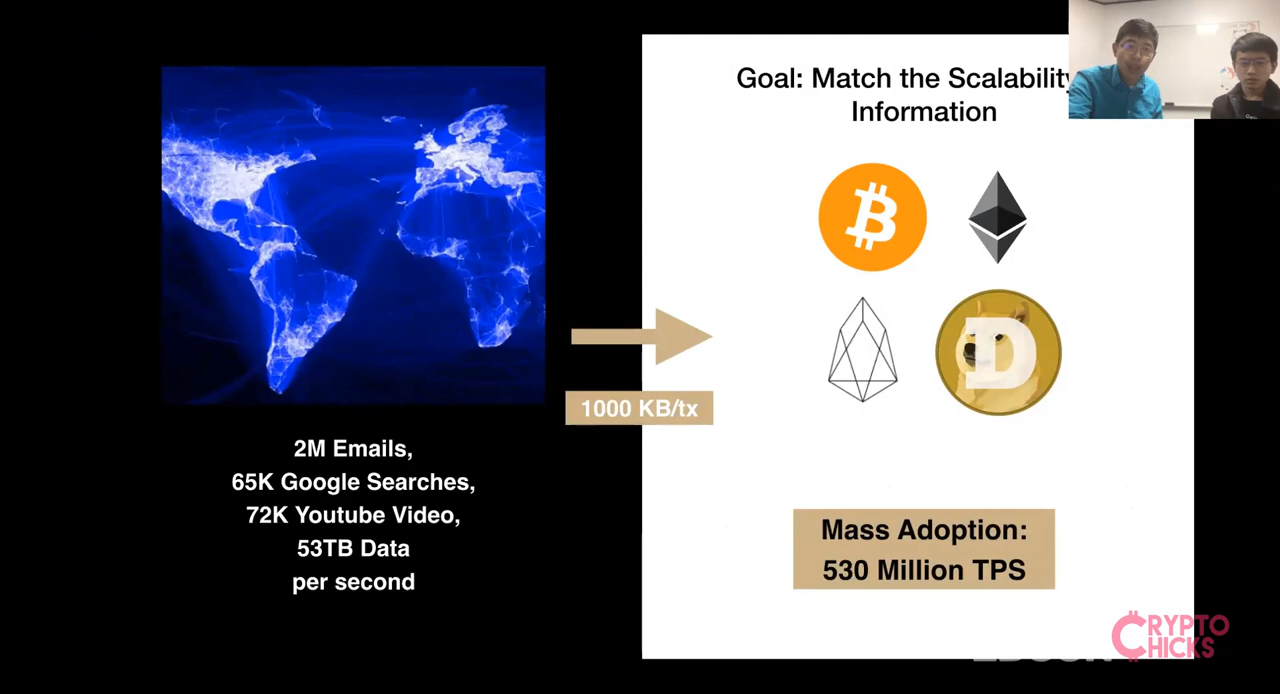 Goal: Match the Scalability
Information
1000 KB/tx
2M Emails,
65K Google Searches,
72K Youtube Video,
53TB Data
per second
Mass Adoption:
530 Million TPS
CRYPTO
CHICKS